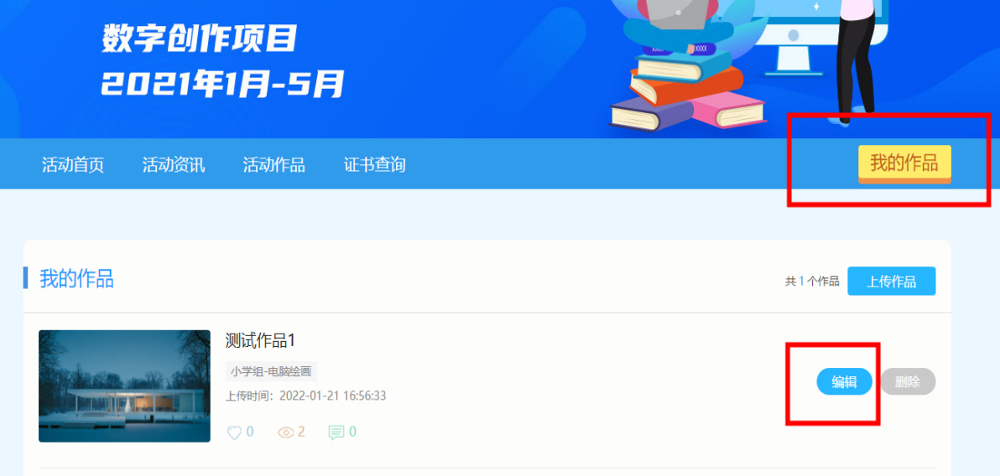 数字创作项目
2021年1月-5月
活动首页 活动资讯 活动作品 证书查询 我的作品
我的作品 共 1 个作品 上传作品
测试作品1
小学组-电脑绘画
编辑 删除
上传时间：2022-01-21 16:56:33
0 2 0